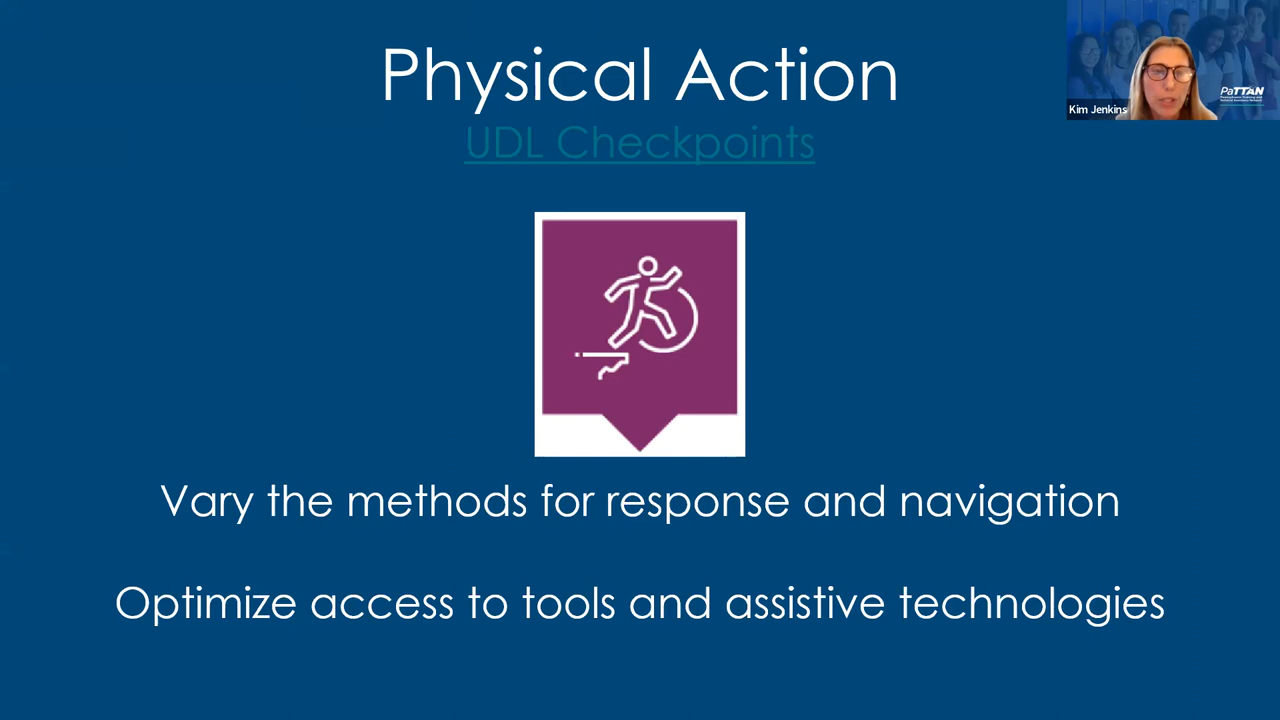 Physical Action
UDL Checkpoints
Kim Jenkins
PaTTAN
Vary the methods for response and navigation
Optimize access to tools and assistive technologies